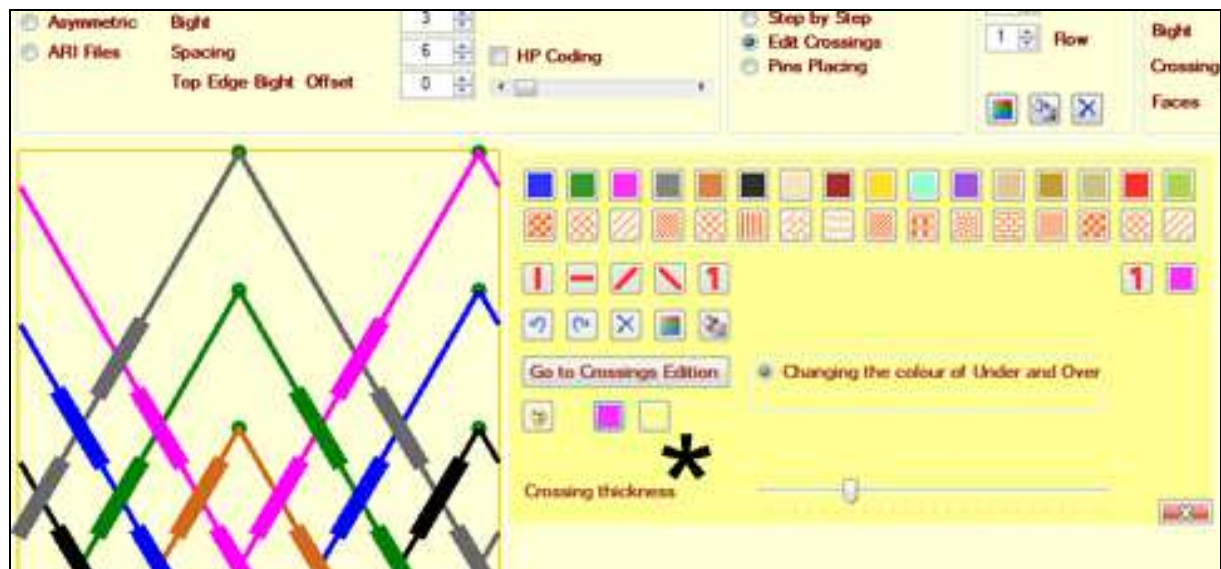 Asymmetric
Bight
3
Step by Step
ARI Files
Spacing
6
HP Coding
Edit Crossings
1
Row
Bight
Top Edge Bight Offset
0
Pins Placing
Crossing
Faces
1
1
Go to Crossings Edition
Changing the colour of Under and Over
*
Crossing thickness